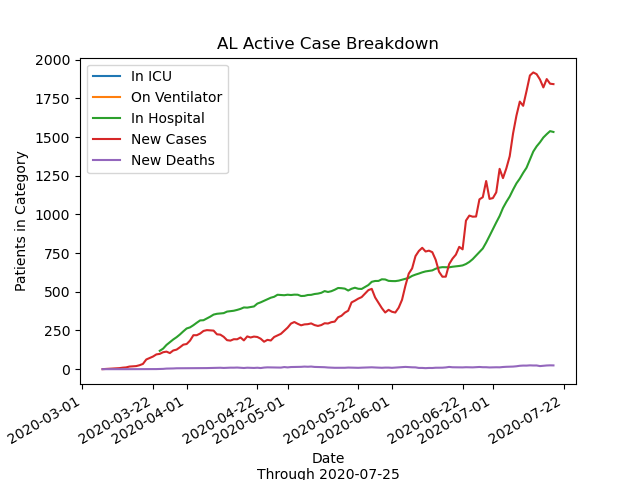 AL Active Case Breakdown
2000
1750
1500
1250
1000
750
500
250
0
Patients in Category
In ICU
On Ventilator
In Hospital
New Cases
New Deaths
2020-03-01
2020-03-22
2020-04-01
2020-04-22
2020-05-01
2020-05-22
2020-06-01
2020-06-22
2020-07-01
2020-07-22
Date
Through 2020-07-25